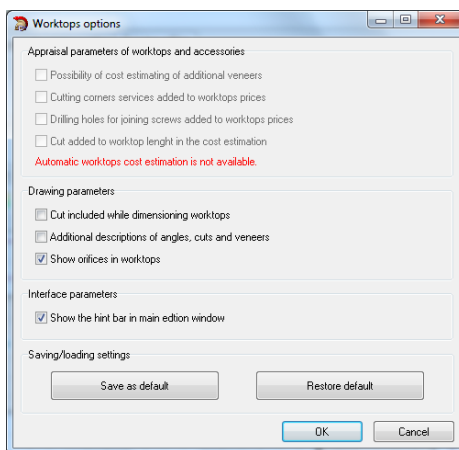 Worktops options
Appraisal parameters of worktops and accessories
Possibility of cost estimating of additional veneers
Cutting corners services added to worktops prices
Drilling holes for joining screws added to worktops prices
Cut added to worktop lenght in the cost estimation
Automatic worktops cost estimation is not available.
Drawing parameters
Cut included while dimensioning worktops
Additional descriptions of angles, cuts and veneers
Show orifices in worktops
Interface parameters
Show the hint bar in main edtion window
Saving/loading settings
Save as default
Restore default
OK
Cancel